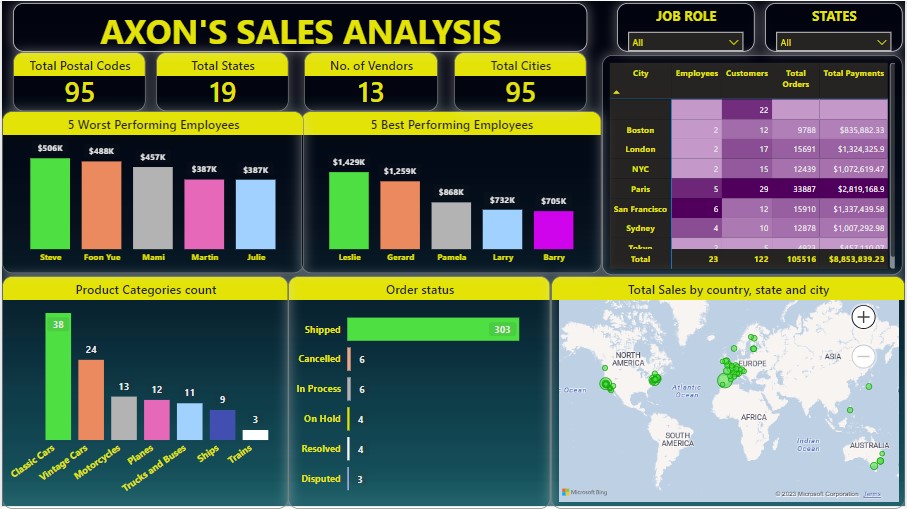 AXON'S SALES ANALYSIS
JOB ROLE
All
STATES
All
Total Postal Codes
95
Total States
19
No. of Vendors
13
Total Cities
95
City Employees Customers Total Orders Total Payments
22
Boston 2 12 9788 $835,882.33
London 2 17 15691 $1,324,325.9
NYC 2 15 12439 $1,072,619.47
Paris 5 29 33887 $2,819,168.9
San Francisco 6 12 15910 $1,337,439.58
Sydney 4 10 12878 $1,007,292.98
Tokyo 2 5 4923 $457,110.07
Total 23 122 105516 $8,853,839.23
5 Worst Performing Employees
$506K
$488K
$457K
$387K
$387K
Steve Foon Yue Mami Martin Julie
5 Best Performing Employees
$1,429K
$1,259K
$868K
$732K
$705K
Leslie Gerard Pamela Larry Barry
Product Categories count
38
24
13
12
11
9
3
Classic Cars
Vintage Cars
Motorcycles
Planes
Trucks and Buses
Ships
Trains
Order status
Shipped 303
Cancelled 6
In Process 6
On Hold 4
Resolved 4
Disputed 3
Total Sales by country, state and city
NORTH
AMERICA
EUROPE
ASIA
Ocean
Atlantic
Ocean
AFRICA
SOUTH
AMERICA
Indian
Ocean
AUSTRALIA
Microsoft Bing
© 2023 Microsoft Corporation Terms